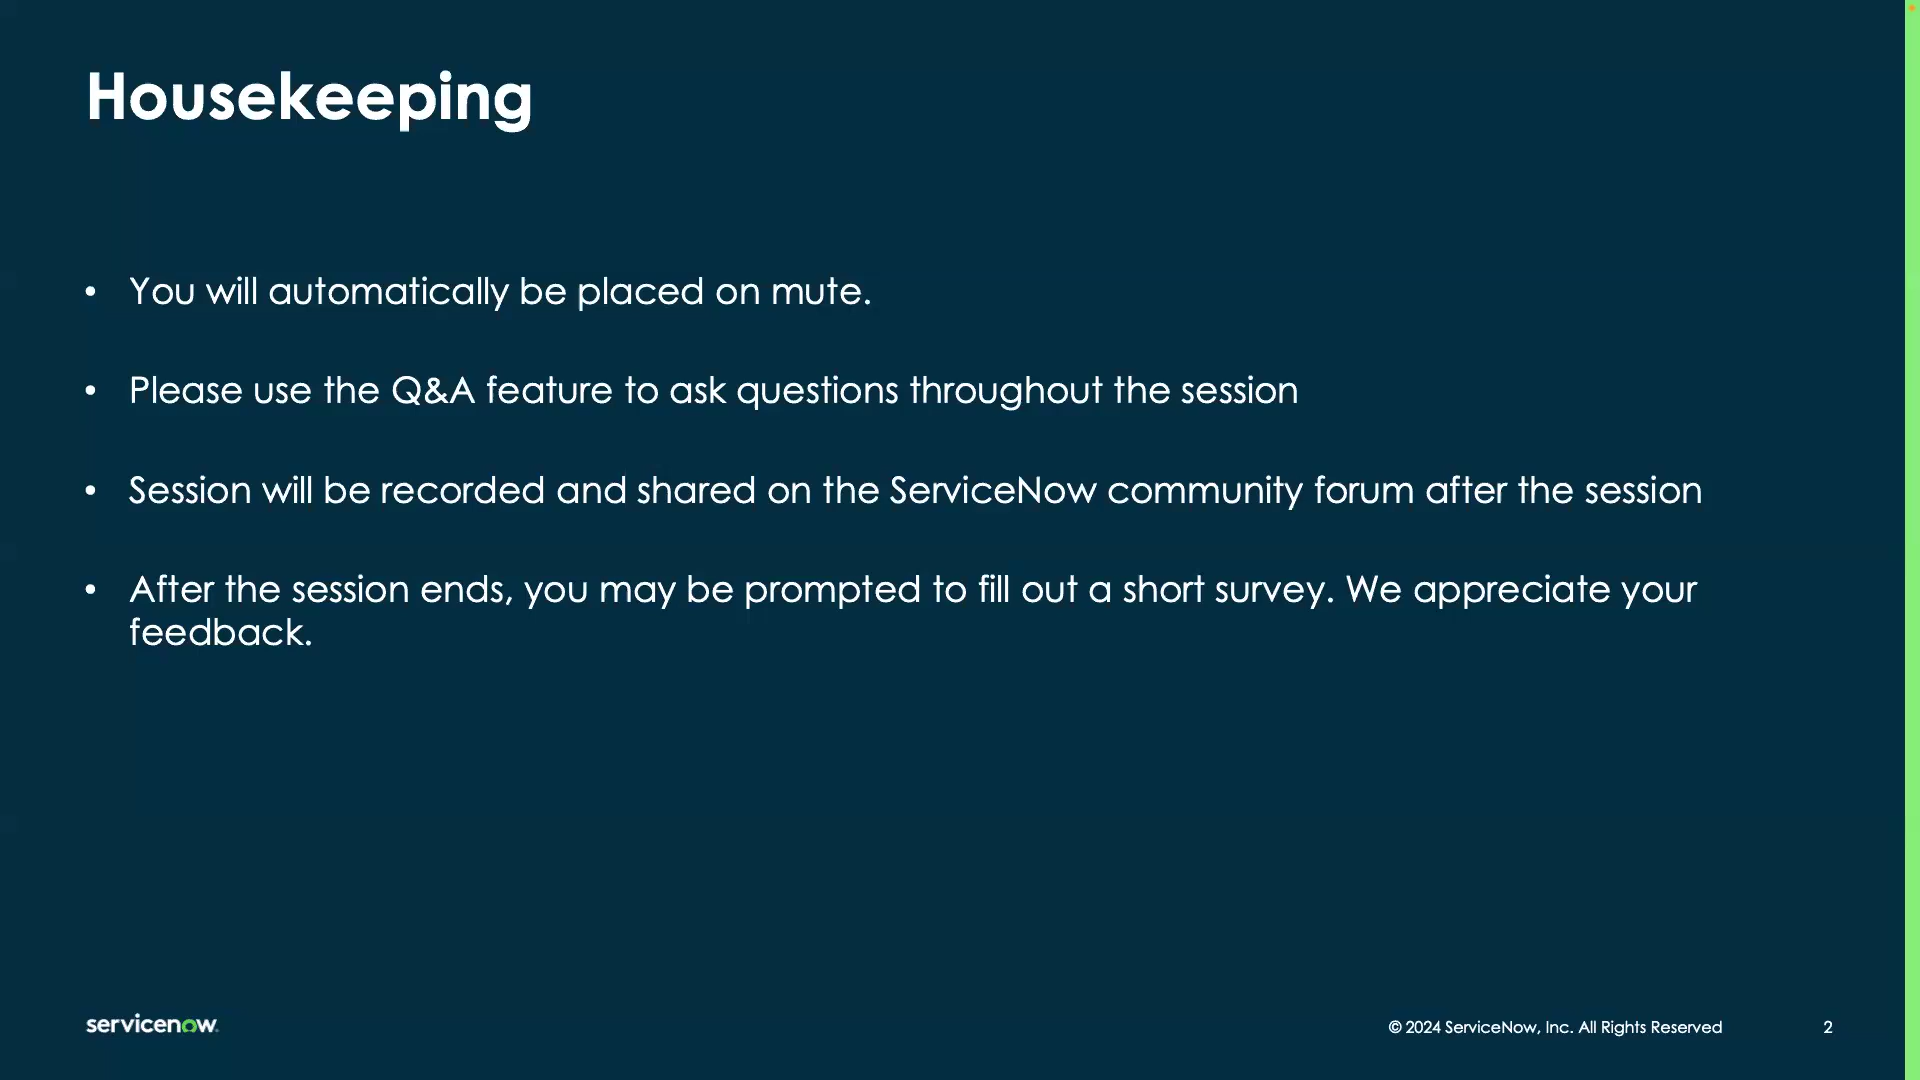 Housekeeping
• You will automatically be placed on mute.
• Please use the Q&A feature to ask questions throughout the session
• Session will be recorded and shared on the ServiceNow community forum after the session
• After the session ends, you may be prompted to fill out a short survey. We appreciate your
feedback.
servicenow
© 2024 ServiceNow, Inc. All Rights Reserved
2